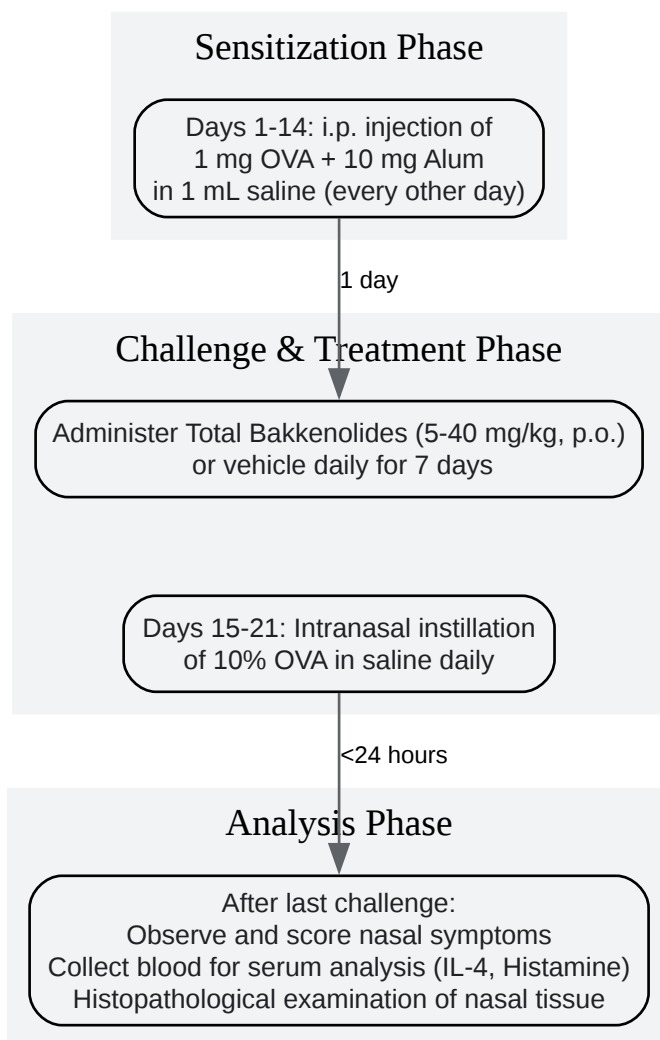 Sensitization Phase
Days 1-14: i.p. injection of
1 mg OVA + 10 mg Alum
in 1 mL saline (every other day)
1 day
Challenge & Treatment Phase
Administer Total Bakkenolides (5-40 mg/kg, p.o.)
or vehicle daily for 7 days
Days 15-21: Intranasal instillation
of 10% OVA in saline daily
<24 hours
Analysis Phase
After last challenge:
Observe and score nasal symptoms
Collect blood for serum analysis (IL-4, Histamine)
Histopathological examination of nasal tissue